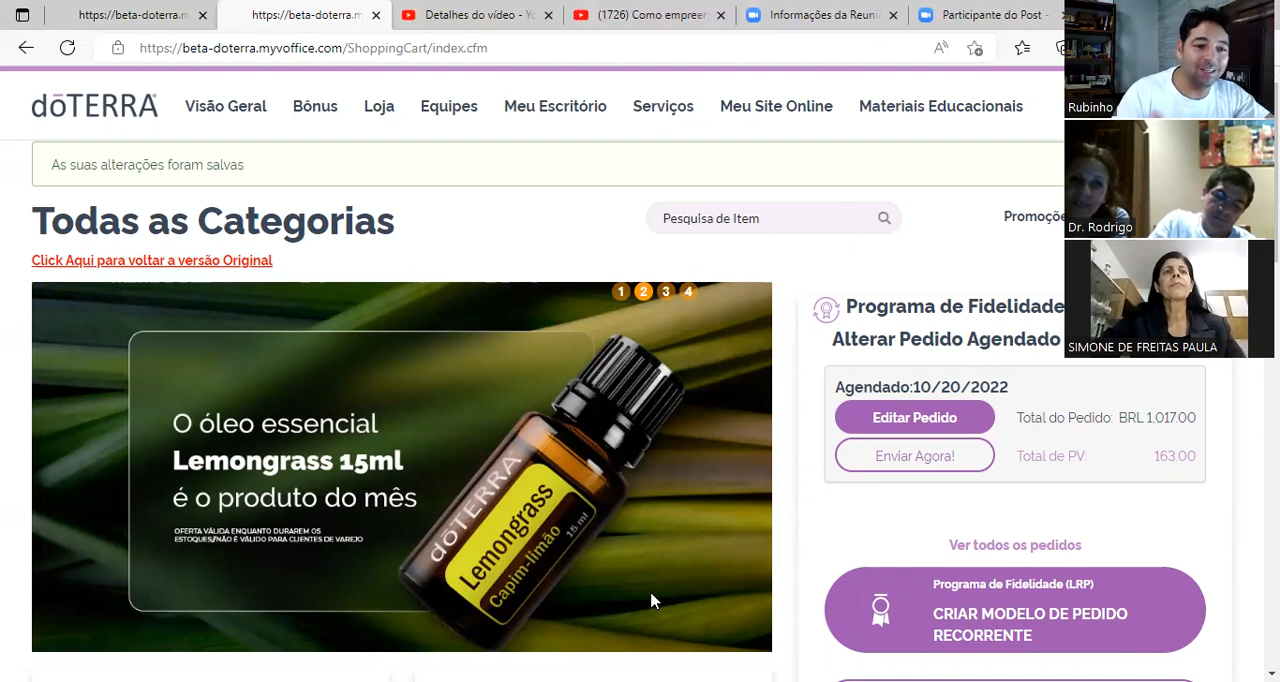 https://beta-doterra.m
https://beta-doterra.m
Detalhes do vídeo - Yo
(1726) Como empreer
Informações da Reuni
Participante do Post -
https://beta-doterra.myvoffice.com/ShoppingCart/index.cfm
dōTERRA
Visão Geral
Bônus
Loja
Equipes
Meu Escritório
Serviços
Meu Site Online
Materiais Educacionais
As suas alterações foram salvas
Todas as Categorias
Pesquisa de Item
Promoçõe
Click Aqui para voltar a versão Original
1 2 3 4
O óleo essencial
Lemongrass 15ml
é o produto do mês
OFERTA VÁLIDA ENQUANTO DURAREM OS
ESTOQUES/NÃO É VÁLIDO PARA CLIENTES DE VAREJO
dōTERRA
Lemongrass
Capim-limão
15 ml
Programa de Fidelidade
Alterar Pedido Agendado
Agendado:10/20/2022
Editar Pedido
Total do Pedido: BRL 1,017.00
Enviar Agora!
Total de PV: 163.00
Ver todos os pedidos
Programa de Fidelidade (LRP)
CRIAR MODELO DE PEDIDO
RECORRENTE
Rubinho
Dr. Rodrigo
SIMONE DE FREITAS PAULA